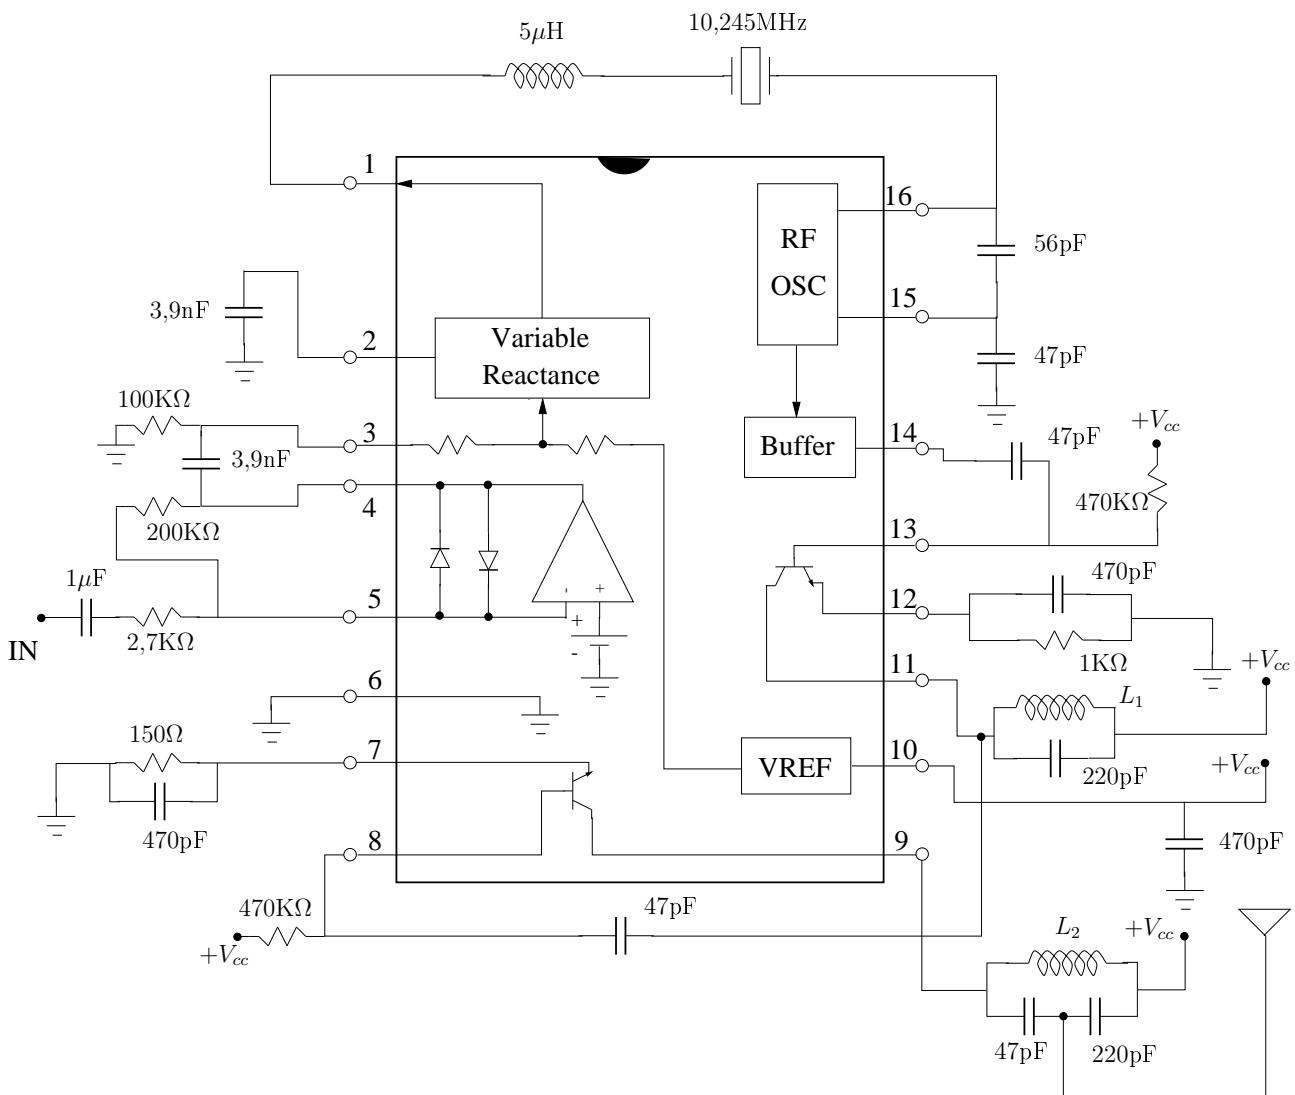 10,245MHz
5μH
1
16
RF
OSC
56pF
15
3,9nF
2
Variable
Reactance
47pF
100KΩ
3
3,9nF
Buffer
14
47pF
+Vcc
4
200KΩ
470KΩ
13
1μF
5
- +
+
-
12
470pF
IN
2,7KΩ
1KΩ
+Vcc
6
11
L1
150Ω
7
VREF
10
220pF
+Vcc
470pF
8
9
470pF
470KΩ
+Vcc
47pF
L2
+Vcc
47pF
220pF